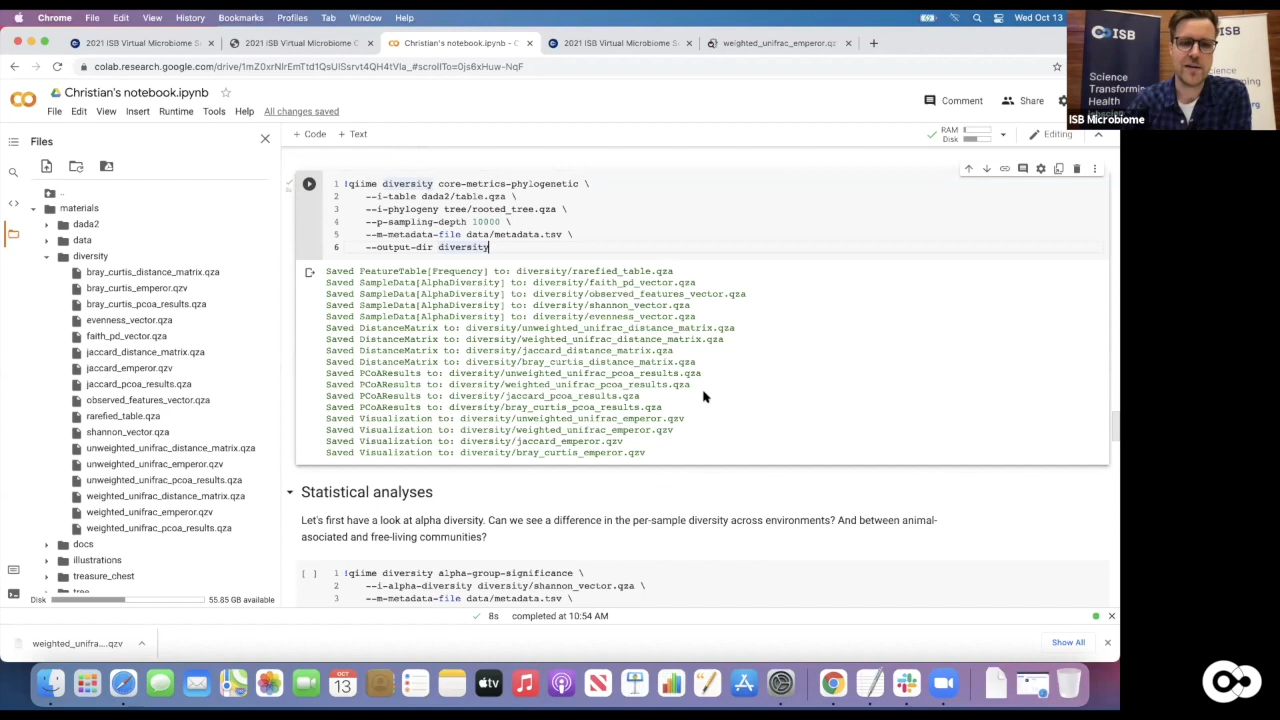 Chrome File Edit View History Bookmarks Profiles Tab Window Help Wed Oct 13
2021 ISB Virtual Microbiome S
2021 ISB Virtual Microbiome C
Christian's notebook.ipynb - C
2021 ISB Virtual Microbiome S
weighted_unifrac_emperor.qz
Christian's notebook.ipynb
File Edit View Insert Runtime Tools Help All changes saved
Comment Share
Files
+ Code + Text
RAM
Disk
Editing
..
materials
dada2
data
diversity
bray_curtis_distance_matrix.qza
bray_curtis_emperor.qzv
bray_curtis_pcoa_results.qza
evenness_vector.qza
faith_pd_vector.qza
jaccard_distance_matrix.qza
jaccard_emperor.qzv
jaccard_pcoa_results.qza
observed_features_vector.qza
rarefied_table.qza
shannon_vector.qza
unweighted_unifrac_distance_matrix.qza
unweighted_unifrac_emperor.qzv
unweighted_unifrac_pcoa_results.qza
weighted_unifrac_distance_matrix.qza
weighted_unifrac_emperor.qzv
weighted_unifrac_pcoa_results.qza
docs
illustrations
treasure_chest
tree
Disk 55.85 GB available
1 !qiime diversity core-metrics-phylogenetic \
2 --i-table dada2/table.qza \
3 --i-phylogeny tree/rooted_tree.qza \
4 --p-sampling-depth 10000 \
5 --m-metadata-file data/metadata.tsv \
6 --output-dir diversity
Saved FeatureTable[Frequency] to: diversity/rarefied_table.qza
Saved SampleData[AlphaDiversity] to: diversity/faith_pd_vector.qza
Saved SampleData[AlphaDiversity] to: diversity/observed_features_vector.qza
Saved SampleData[AlphaDiversity] to: diversity/shannon_vector.qza
Saved SampleData[AlphaDiversity] to: diversity/evenness_vector.qza
Saved DistanceMatrix to: diversity/unweighted_unifrac_distance_matrix.qza
Saved DistanceMatrix to: diversity/weighted_unifrac_distance_matrix.qza
Saved DistanceMatrix to: diversity/jaccard_distance_matrix.qza
Saved DistanceMatrix to: diversity/bray_curtis_distance_matrix.qza
Saved PCoAResults to: diversity/unweighted_unifrac_pcoa_results.qza
Saved PCoAResults to: diversity/weighted_unifrac_pcoa_results.qza
Saved PCoAResults to: diversity/jaccard_pcoa_results.qza
Saved PCoAResults to: diversity/bray_curtis_pcoa_results.qza
Saved Visualization to: diversity/unweighted_unifrac_emperor.qzv
Saved Visualization to: diversity/weighted_unifrac_emperor.qzv
Saved Visualization to: diversity/jaccard_emperor.qzv
Saved Visualization to: diversity/bray_curtis_emperor.qzv
Statistical analyses
Let's first have a look at alpha diversity. Can we see a difference in the per-sample diversity across environments? And between animal-
asociated and free-living communities?
[ ] 1 !qiime diversity alpha-group-significance \
2 --i-alpha-diversity diversity/shannon_vector.qza \
3 --m-metadata-file data/metadata.tsv \
8s completed at 10:54 AM
weighted_unifra....qzv
Show All
OCT
13
tv
ISB
ISB
Science
Transforming
Health
Science
ISB Microbiome